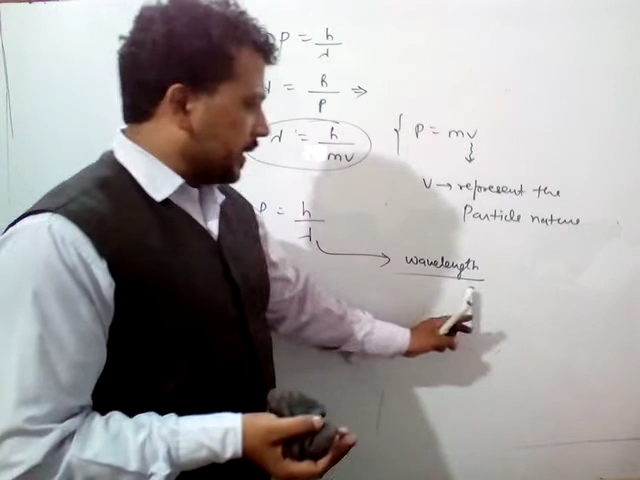 P = h/λ
λ = h/P ⇒
λ = h/mv
{ P = mv
v → represent the
Particle nature
P = h/λ
wavelength